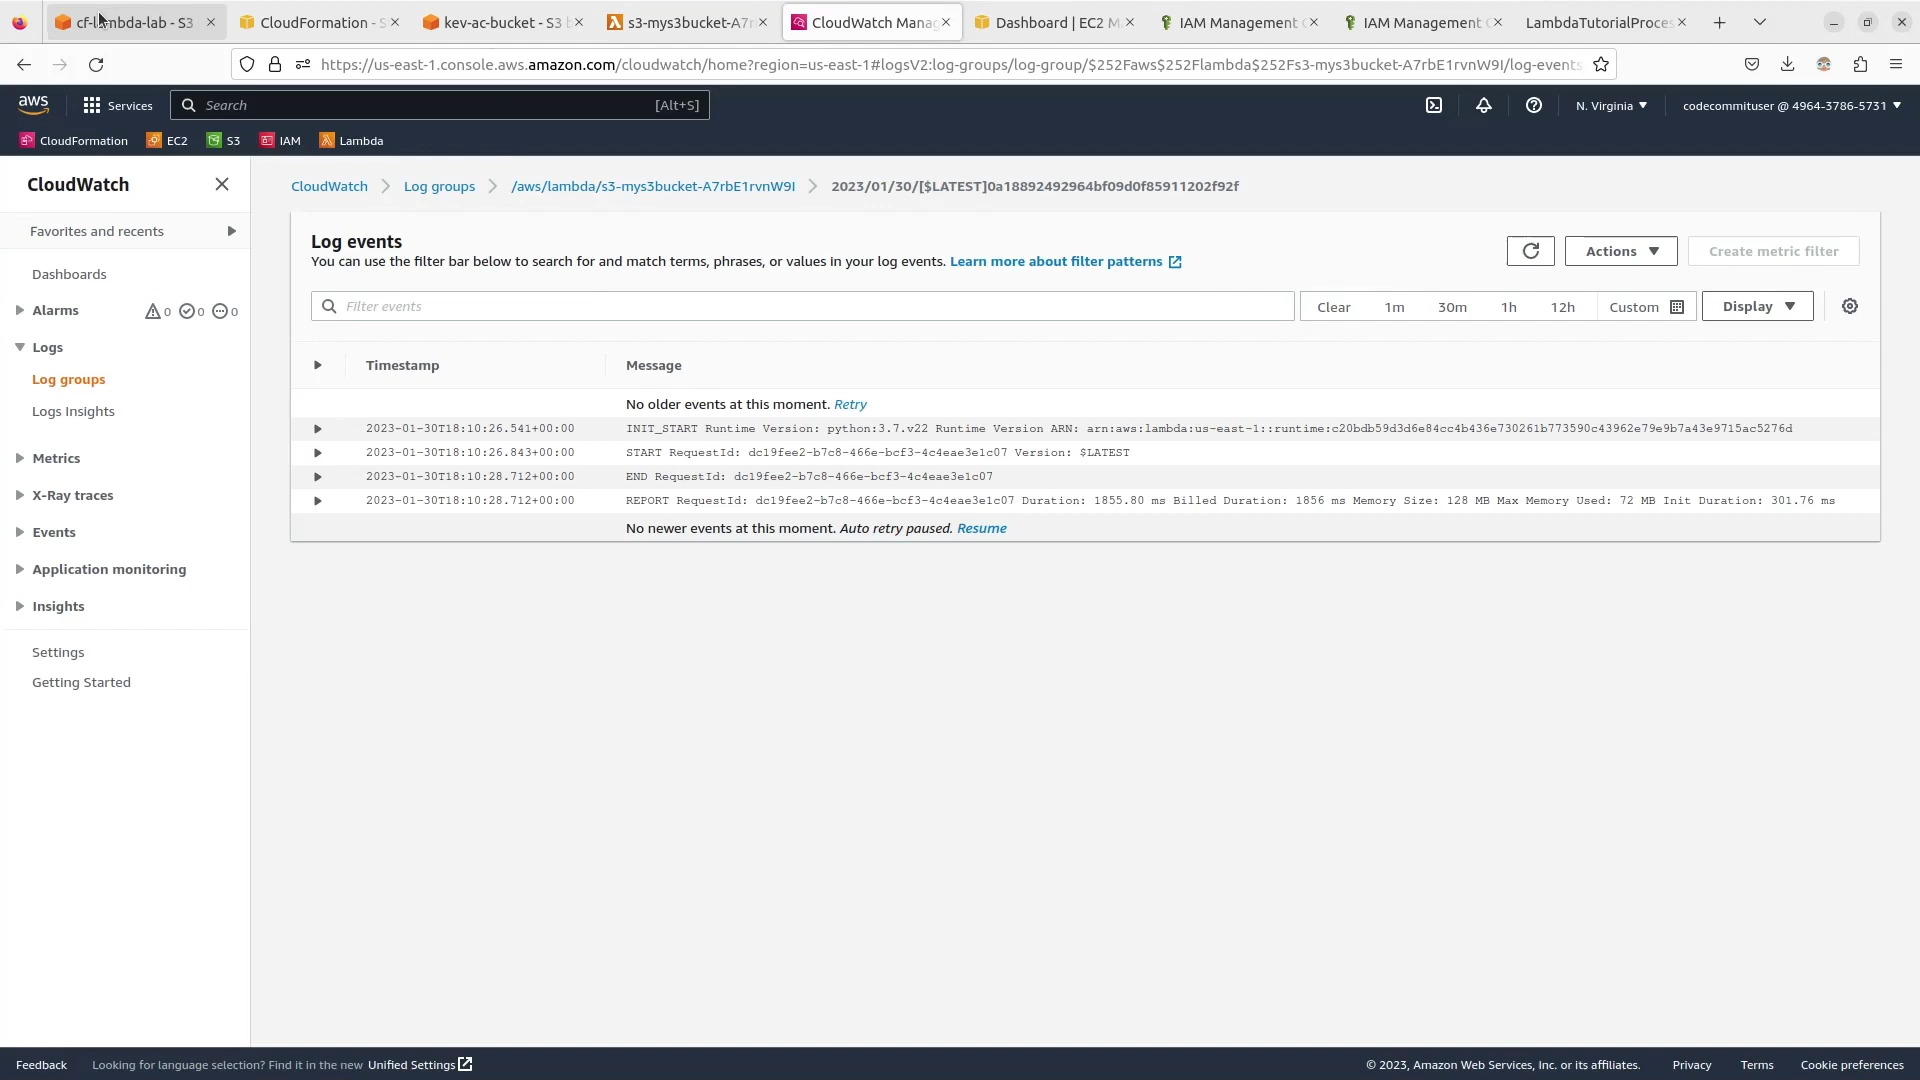 cf-lambda-lab - S3
CloudFormation - S
kev-ac-bucket - S3 b
s3-mys3bucket-A7r
CloudWatch Manag
Dashboard | EC2 M
IAM Management C
IAM Management C
LambdaTutorialProces
https://us-east-1.console.aws.amazon.com/cloudwatch/home?region=us-east-1#logsV2:log-groups/log-group/$252Faws$252Flambda$252Fs3-mys3bucket-A7rbE1rvnW9I/log-events
aws
Services
Search
[Alt+S]
N. Virginia
codecommituser @ 4964-3786-5731
CloudFormation
EC2
S3
IAM
Lambda
CloudWatch
Favorites and recents
Dashboards
Alarms
0
0
0
Logs
Log groups
Logs Insights
Metrics
X-Ray traces
Events
Application monitoring
Insights
Settings
Getting Started
CloudWatch
Log groups
/aws/lambda/s3-mys3bucket-A7rbE1rvnW9I
2023/01/30/[$LATEST]0a18892492964bf09d0f85911202f92f
Log events
You can use the filter bar below to search for and match terms, phrases, or values in your log events. Learn more about filter patterns
Actions
Create metric filter
Filter events
Clear
1m
30m
1h
12h
Custom
Display
Timestamp
Message
No older events at this moment. Retry
2023-01-30T18:10:26.541+00:00 INIT_START Runtime Version: python:3.7.v22 Runtime Version ARN: arn:aws:lambda:us-east-1::runtime:c20bdb59d3d6e84cc4b436e730261b773590c43962e79e9b7a43e9715ac5276d
2023-01-30T18:10:26.843+00:00 START RequestId: dc19fee2-b7c8-466e-bcf3-4c4eae3e1c07 Version: $LATEST
2023-01-30T18:10:28.712+00:00 END RequestId: dc19fee2-b7c8-466e-bcf3-4c4eae3e1c07
2023-01-30T18:10:28.712+00:00 REPORT RequestId: dc19fee2-b7c8-466e-bcf3-4c4eae3e1c07 Duration: 1855.80 ms Billed Duration: 1856 ms Memory Size: 128 MB Max Memory Used: 72 MB Init Duration: 301.76 ms
No newer events at this moment. Auto retry paused. Resume
Feedback
Looking for language selection? Find it in the new Unified Settings
© 2023, Amazon Web Services, Inc. or its affiliates.
Privacy
Terms
Cookie preferences